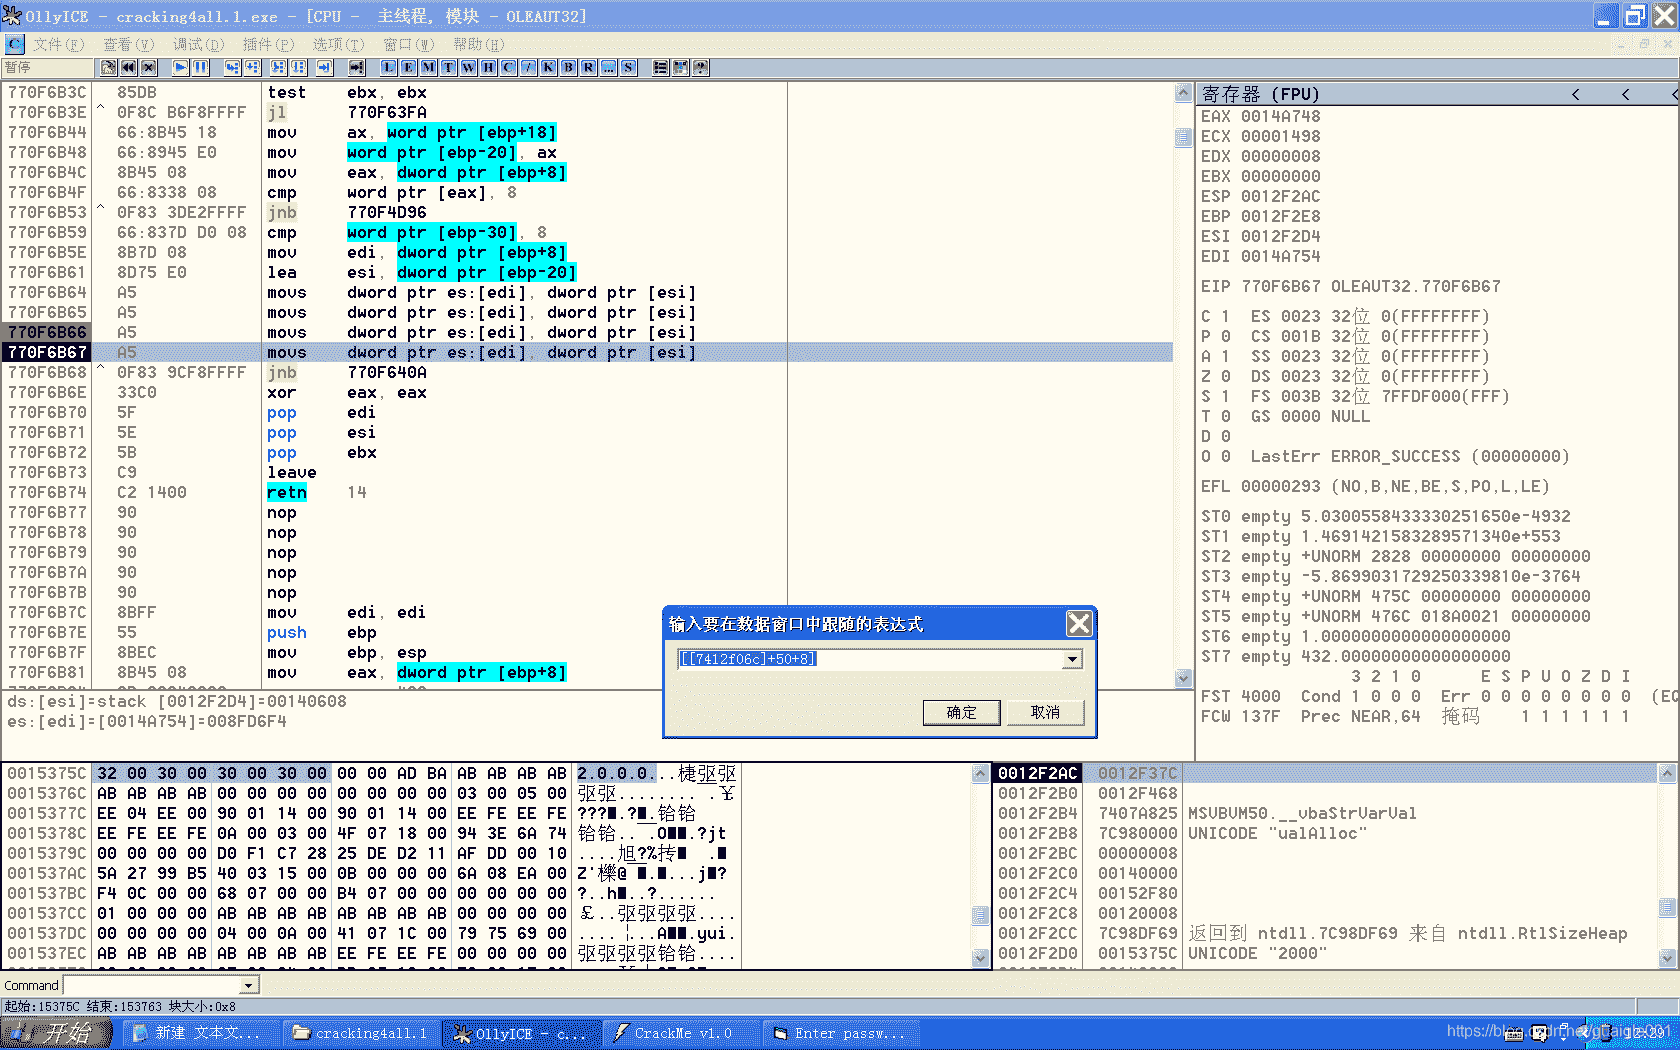 OllyICE - cracking4all.1.exe - [CPU - 主线程, 模块 - OLEAUT32]
文件(F) 查看(V) 调试(D) 插件(P) 选项(T) 窗口(W) 帮助(H)
暂停 L E M T W H C / K B R ... S
770F6B3C 85DB test ebx, ebx
770F6B3E ^ 0F8C B6F8FFFF jl 770F63FA
770F6B44 66:8B45 18 mov ax, word ptr [ebp+18]
770F6B48 66:8945 E0 mov word ptr [ebp-20], ax
770F6B4C 8B45 08 mov eax, dword ptr [ebp+8]
770F6B4F 66:8338 08 cmp word ptr [eax], 8
770F6B53 ^ 0F83 3DE2FFFF jnb 770F4D96
770F6B59 66:837D D0 08 cmp word ptr [ebp-30], 8
770F6B5E 8B7D 08 mov edi, dword ptr [ebp+8]
770F6B61 8D75 E0 lea esi, dword ptr [ebp-20]
770F6B64 A5 movs dword ptr es:[edi], dword ptr [esi]
770F6B65 A5 movs dword ptr es:[edi], dword ptr [esi]
770F6B66 A5 movs dword ptr es:[edi], dword ptr [esi]
770F6B67 A5 movs dword ptr es:[edi], dword ptr [esi]
770F6B68 ^ 0F83 9CF8FFFF jnb 770F640A
770F6B6E 33C0 xor eax, eax
770F6B70 5F pop edi
770F6B71 5E pop esi
770F6B72 5B pop ebx
770F6B73 C9 leave
770F6B74 C2 1400 retn 14
770F6B77 90 nop
770F6B78 90 nop
770F6B79 90 nop
770F6B7A 90 nop
770F6B7B 90 nop
770F6B7C 8BFF mov edi, edi
770F6B7E 55 push ebp
770F6B7F 8BEC mov ebp, esp
770F6B81 8B45 08 mov eax, dword ptr [ebp+8]
ds:[esi]=stack [0012F2D4]=00140608
es:[edi]=[0014A754]=008FD6F4
寄存器 (FPU) < < <
EAX 0014A748
ECX 00001498
EDX 00000008
EBX 00000000
ESP 0012F2AC
EBP 0012F2E8
ESI 0012F2D4
EDI 0014A754
EIP 770F6B67 OLEAUT32.770F6B67
C 1 ES 0023 32位 0(FFFFFFFF)
P 0 CS 001B 32位 0(FFFFFFFF)
A 1 SS 0023 32位 0(FFFFFFFF)
Z 0 DS 0023 32位 0(FFFFFFFF)
S 1 FS 003B 32位 7FFDF000(FFF)
T 0 GS 0000 NULL
D 0
O 0 LastErr ERROR_SUCCESS (00000000)
EFL 00000293 (NO,B,NE,BE,S,PO,L,LE)
ST0 empty 5.0300558433330251650e-4932
ST1 empty 1.4691421583289571340e+553
ST2 empty +UNORM 2828 00000000 00000000
ST3 empty -5.8699031729250339810e-3764
ST4 empty +UNORM 475C 00000000 00000000
ST5 empty +UNORM 476C 018A0021 00000000
ST6 empty 1.0000000000000000000
ST7 empty 432.00000000000000000
3 2 1 0 E S P U O Z D I
FST 4000 Cond 1 0 0 0 Err 0 0 0 0 0 0 0 0 (EQ
FCW 137F Prec NEAR,64 掩码 1 1 1 1 1 1
输入要在数据窗口中跟随的表达式
[[7412f06c]+50+8]
确定 取消
0015375C 32 00 30 00 30 00 30 00 00 00 AD BA AB AB AB AB 2.0.0.0...楗驱驱
0015376C AB AB AB AB 00 00 00 00 00 00 00 00 03 00 05 00 驱驱........ .¥
0015377C EE 04 EE 00 90 01 14 00 90 01 14 00 EE FE EE FE
0015378C EE FE EE FE 0A 00 03 00 4F 07 18 00 94 3E 6A 74
0015379C 00 00 00 00 D0 F1 C7 28 25 DE D2 11 AF DD 00 10
001537AC 5A 27 99 B5 40 03 15 00 0B 00 00 00 6A 08 EA 00
001537BC F4 0C 00 00 68 07 00 00 B4 07 00 00 00 00 00 00 ?..h■..?......
001537CC 01 00 00 00 AB AB AB AB AB AB AB AB 00 00 00 00 £..驱驱驱驱....
001537DC 00 00 00 00 04 00 0A 00 41 07 1C 00 79 75 69 00
001537EC AB AB AB AB AB AB AB AB EE FE EE FE 00 00 00 00 驱驱驱驱铪铪....
0012F2AC 0012F37C
0012F2B0 0012F468
0012F2B4 7407A825 MSVBVM50.__vbaStrVarVal
0012F2B8 7C980000 UNICODE "ualAlloc"
0012F2BC 00000008
0012F2C0 00140000
0012F2C4 00152F80
0012F2C8 00120008
0012F2CC 7C98DF69 返回到 ntdll.7C98DF69 来自 ntdll.RtlSizeHeap
0012F2D0 0015375C UNICODE "2000"
Command
起始:15375C 结束:153763 块大小:0x8
开始 新建 文本文... cracking4all.1 OllyICE - c... CrackMe v1.0 Enter passw... 12:29